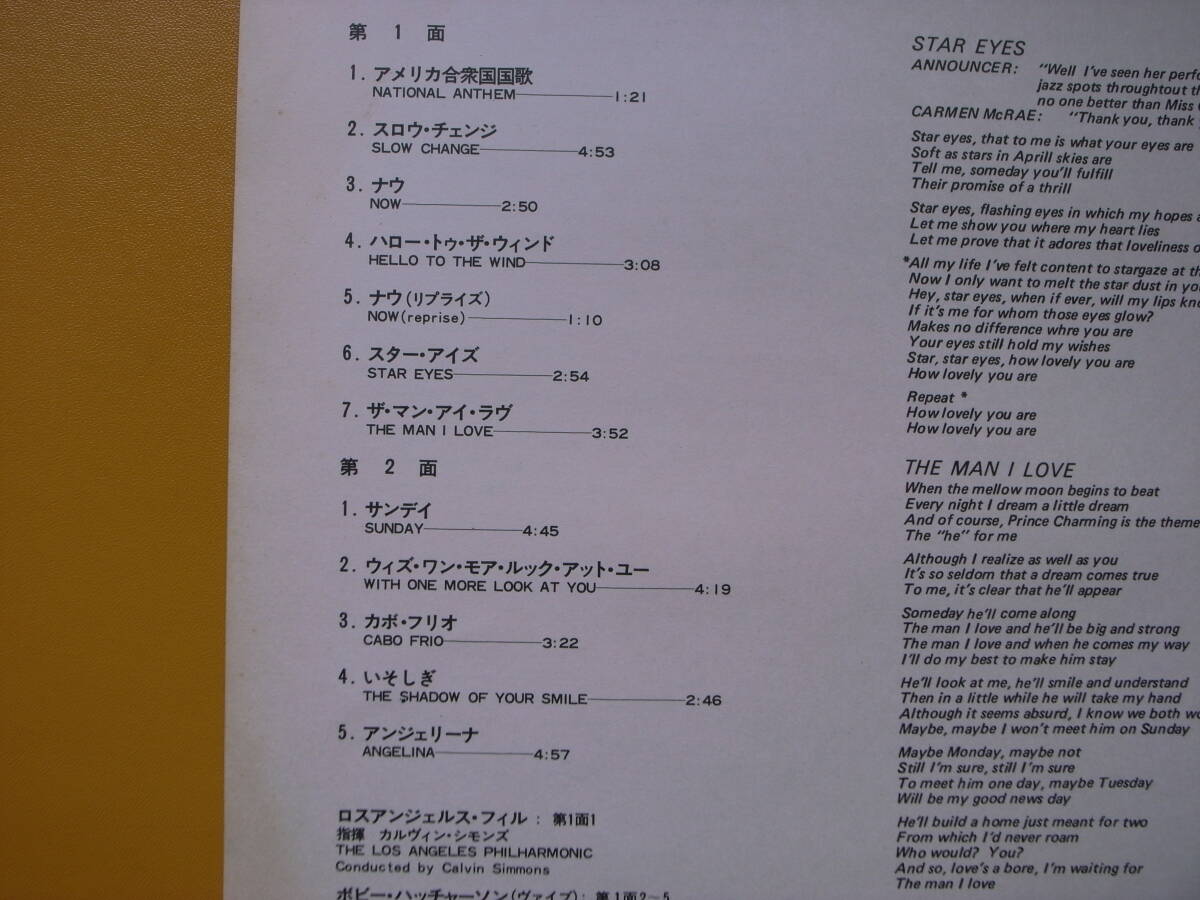 第 1 面
1. アメリカ合衆国国歌
NATIONAL ANTHEM 1:21
2. スロウ・チェンジ
SLOW CHANGE 4:53
3. ナウ
NOW 2:50
4. ハロー・トゥ・ザ・ウィンド
HELLO TO THE WIND 3:08
5. ナウ(リプライズ)
NOW(reprise) 1:10
6. スター・アイズ
STAR EYES 2:54
7. ザ・マン・アイ・ラヴ
THE MAN I LOVE 3:52
第 2 面
1. サンデイ
SUNDAY 4:45
2. ウィズ・ワン・モア・ルック・アット・ユー
WITH ONE MORE LOOK AT YOU 4:19
3. カボ・フリオ
CABO FRIO 3:22
4. いそしぎ
THE SHADOW OF YOUR SMILE 2:46
5. アンジェリーナ
ANGELINA 4:57
ロスアンジェルス・フィル : 第1面1
指揮 カルヴィン・シモンズ
THE LOS ANGELES PHILHARMONIC
Conducted by Calvin Simmons
ボビー・ハッチャーソン(ヴァイブ) : 第1面2~5
STAR EYES
ANNOUNCER: "Well I've seen her
jazz spots throughtout
no one better than Miss
CARMEN McRAE: "Thank you, thank
Star eyes, that to me is what your eyes are
Soft as stars in Aprill skies are
Tell me, someday you'll fulfill
Their promise of a thrill
Star eyes, flashing eyes in which my hopes
Let me show you where my heart lies
Let me prove that it adores that loveliness
*All my life I've felt content to stargaze at
Now I only want to melt the star dust in
Hey, star eyes, when if ever, will my lips
If it's me for whom those eyes glow?
Makes no difference whre you are
Your eyes still hold my wishes
Star, star eyes, how lovely you are
How lovely you are
Repeat *
How lovely you are
How lovely you are
THE MAN I LOVE
When the mellow moon begins to beat
Every night I dream a little dream
And of course, Prince Charming is the theme
The "he" for me
Although I realize as well as you
It's so seldom that a dream comes true
To me, it's clear that he'll appear
Someday he'll come along
The man I love and he'll be big and strong
The man I love and when he comes my way
I'll do my best to make him stay
He'll look at me, he'll smile and understand
Then in a little while he will take my hand
Although it seems absurd, I know we both
Maybe, maybe I won't meet him on Sunday
Maybe Monday, maybe not
Still I'm sure, still I'm sure
To meet him one day, maybe Tuesday
Will be my good news day
He'll build a home just meant for two
From which I'd never roam
Who would? You?
And so, love's a bore, I'm waiting for
The man I love